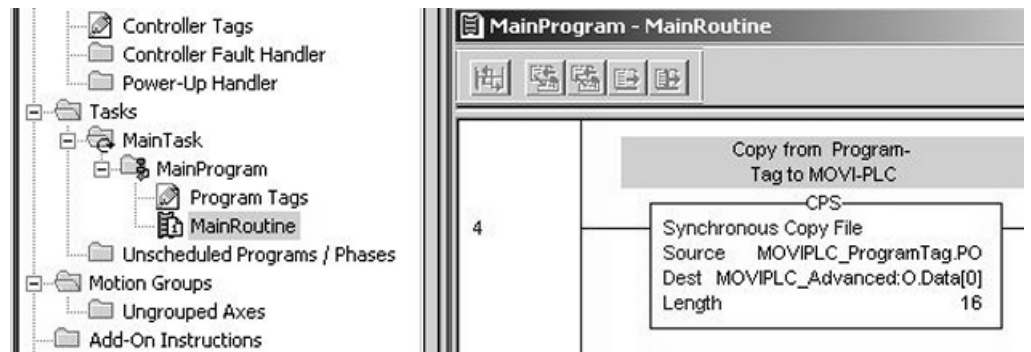 Controller Tags
Controller Fault Handler
Power-Up Handler
Tasks
MainTask
MainProgram
Program Tags
MainRoutine
Unscheduled Programs / Phases
Motion Groups
Ungrouped Axes
Add-On Instructions
MainProgram - MainRoutine
4
Copy from Program-
Tag to MOVI-PLC
CPS
Synchronous Copy File
Source MOVIPLC_ProgramTag.PO
Dest MOVIPLC_Advanced:O.Data[0]
Length 16